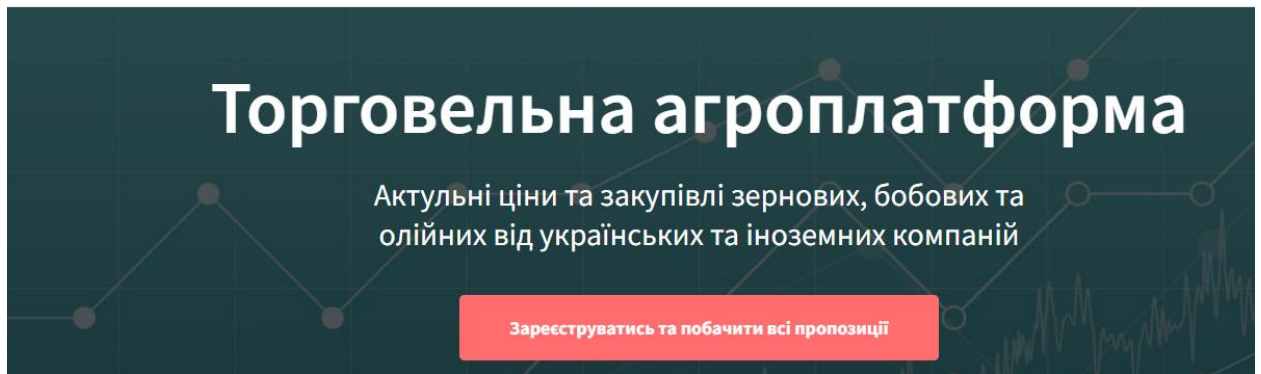 Торговельна агроплатформа
Актульні ціни та закупівлі зернових, бобових та
олійних від українських та іноземних компаній
Зареєструватись та побачити всі пропозиції